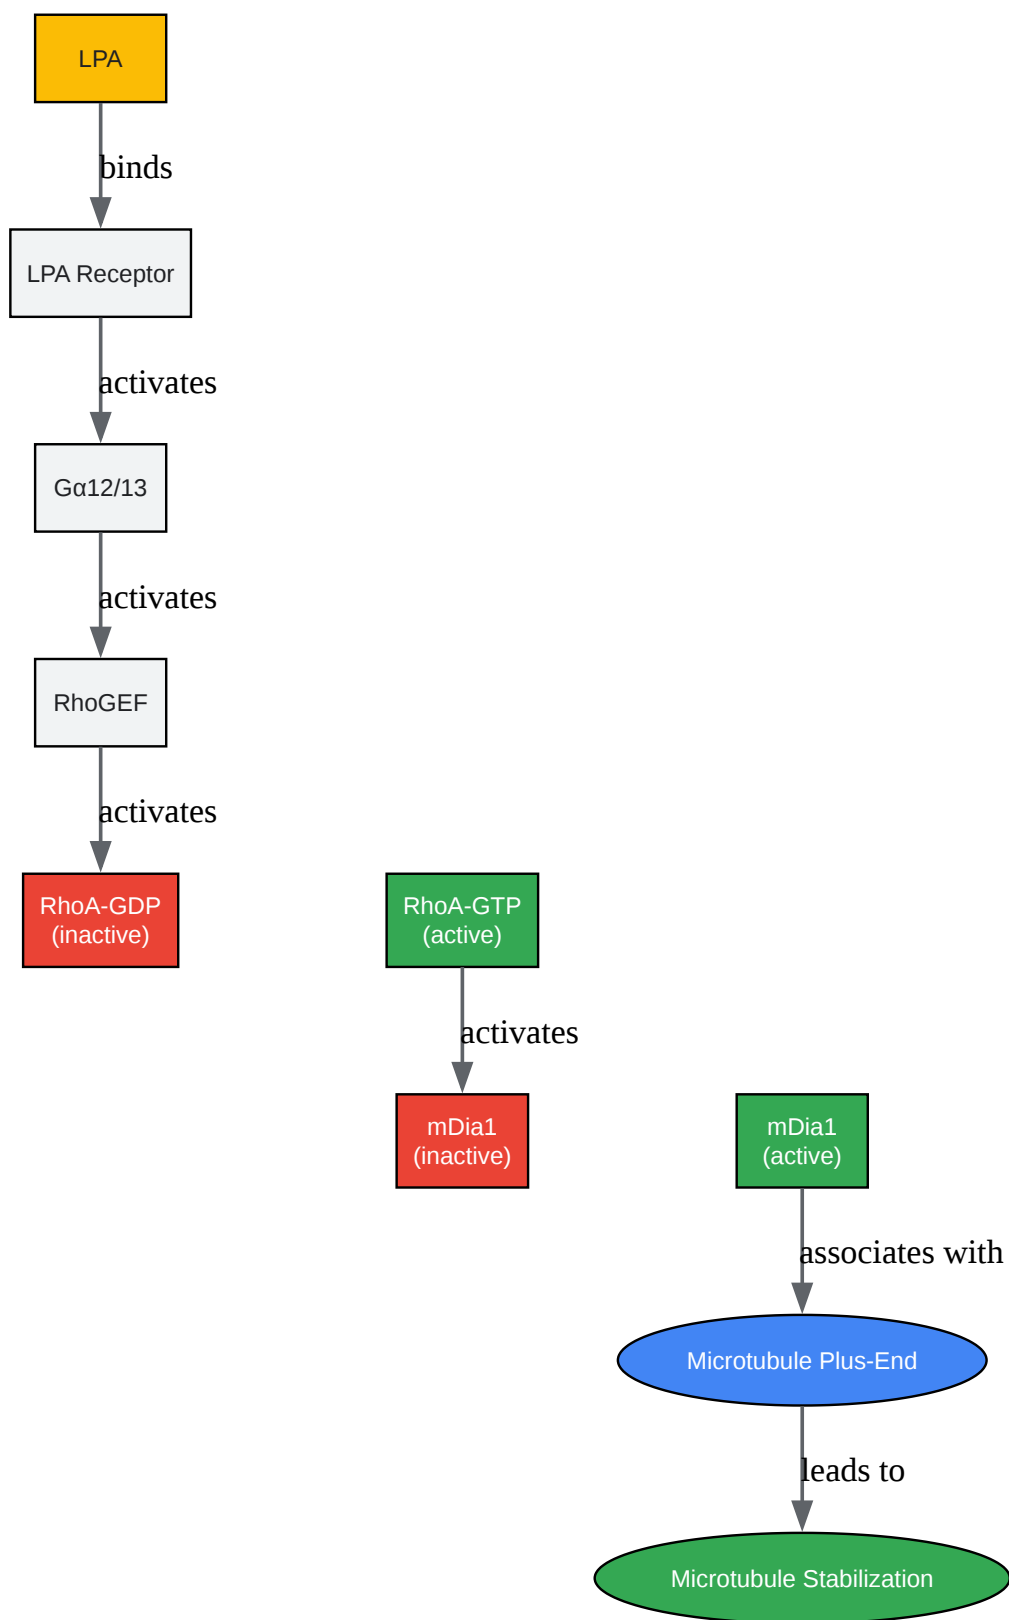 LPA
binds
LPA Receptor
activates
Gα12/13
activates
RhoGEF
activates
RhoA-GDP
(inactive)
RhoA-GTP
(active)
activates
mDia1
(inactive)
mDia1
(active)
associates with
Microtubule Plus-End
leads to
Microtubule Stabilization